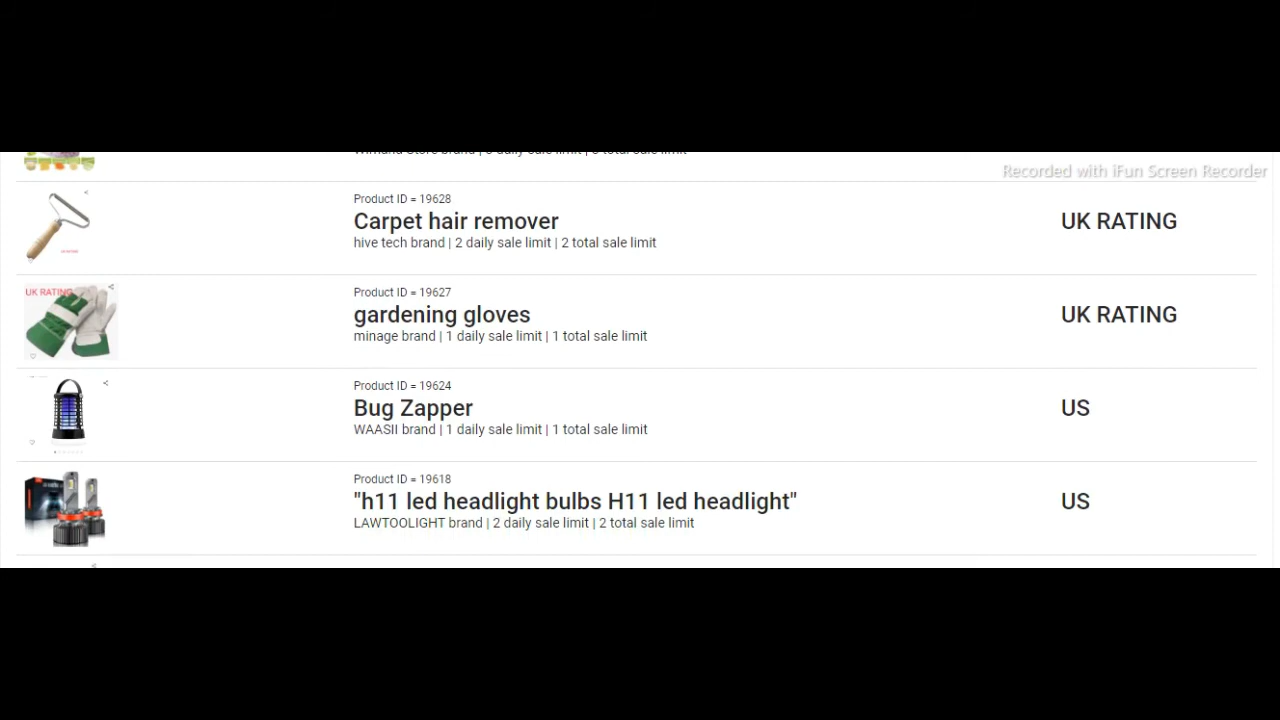 Recorded with iFun Screen Recorder
Product ID = 19628
Carpet hair remover
UK RATING
hive tech brand | 2 daily sale limit | 2 total sale limit
UK RATING
Product ID = 19627
gardening gloves
UK RATING
minage brand | 1 daily sale limit | 1 total sale limit
Product ID = 19624
Bug Zapper
US
WAASII brand | 1 daily sale limit | 1 total sale limit
Product ID = 19618
"h11 led headlight bulbs H11 led headlight"
US
LAWTOOLIGHT brand | 2 daily sale limit | 2 total sale limit